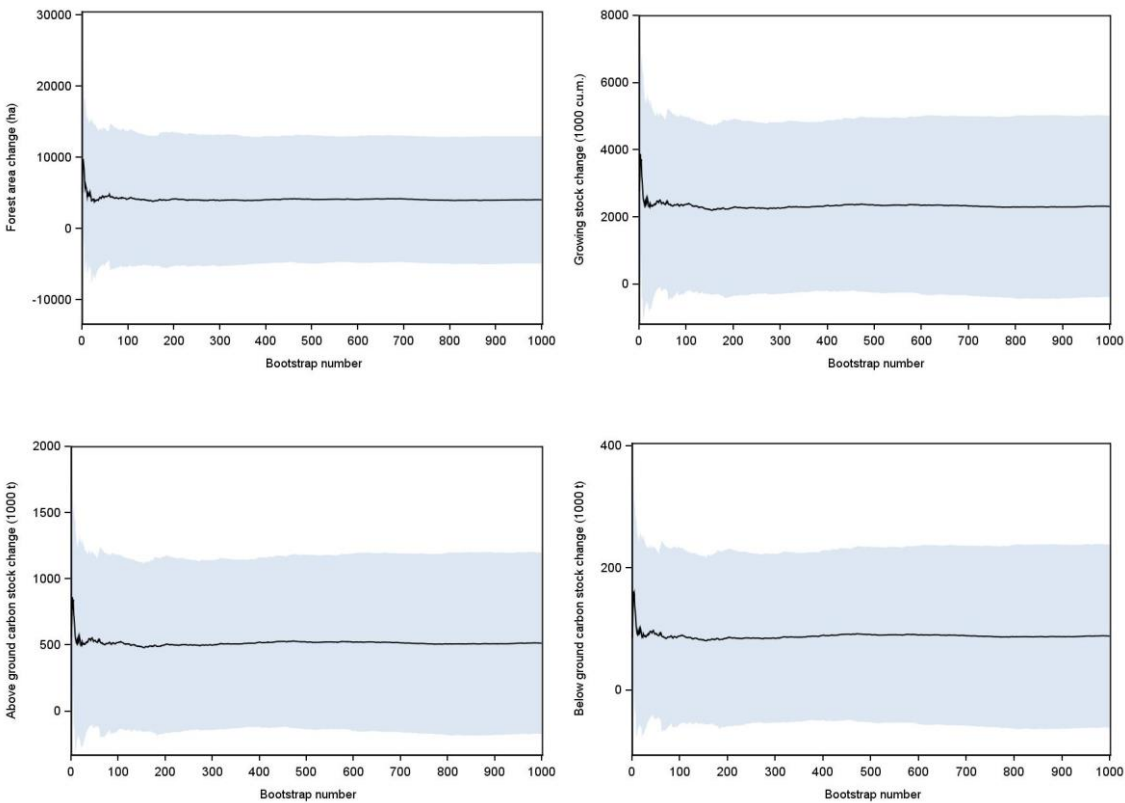 Forest area change (ha)
30000
20000
10000
0
-10000
0 100 200 300 400 500 600 700 800 900 1000
Bootstrap number
Growing stock change (1000 cu.m.)
8000
6000
4000
2000
0
0 100 200 300 400 500 600 700 800 900 1000
Bootstrap number
Above ground carbon stock change (1000 t)
2000
1500
1000
500
0
0 100 200 300 400 500 600 700 800 900 1000
Bootstrap number
Below ground carbon stock change (1000 t)
400
200
0
0 100 200 300 400 500 600 700 800 900 1000
Bootstrap number